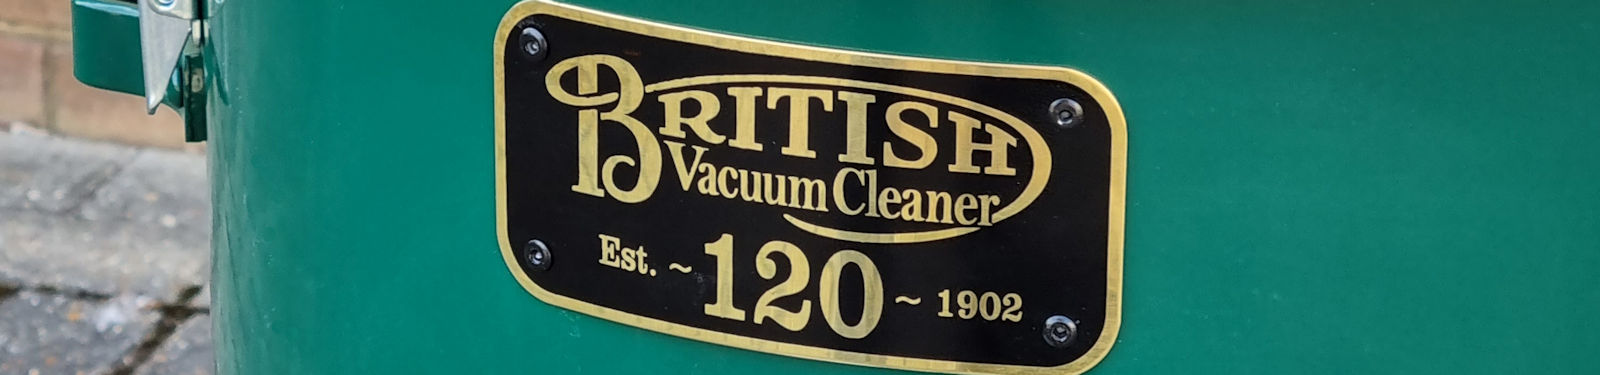 British
Vacuum Cleaner
Est. ~ 120 ~ 1902